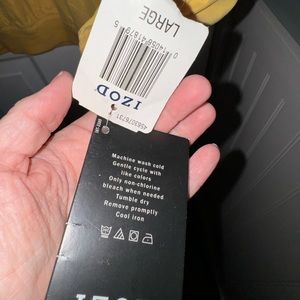 LARGE
IZOD
Machine wash cold
Gentle cycle with
like colors
Only non-chlorine
bleach when needed
Tumble dry
Remove promptly
Cool iron